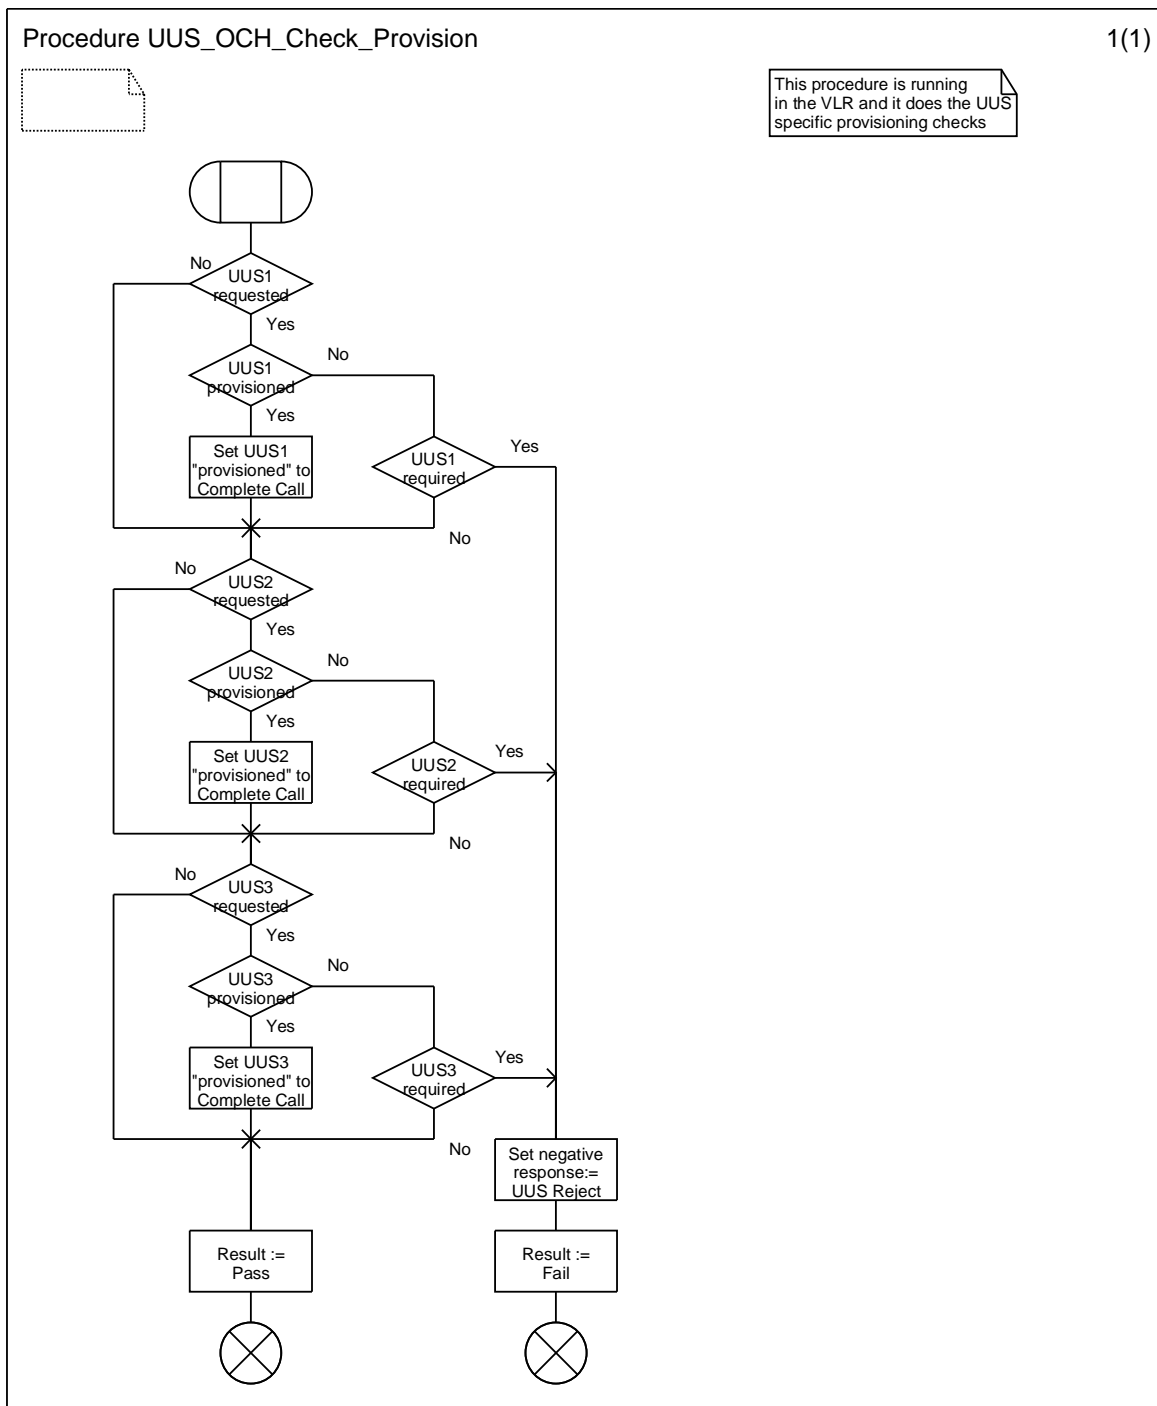 Procedure UUS_OCH_Check_Provision
1(1)
This procedure is running
in the VLR and it does the UUS
specific provisioning checks
No
UUS1
requested
Yes
UUS1
provisioned
No
Yes
Set UUS1
"provisioned" to
Complete Call
UUS1
required
Yes
No
No
UUS2
requested
Yes
UUS2
provisioned
No
Yes
Set UUS2
"provisioned" to
Complete Call
UUS2
required
Yes
No
No
UUS3
requested
Yes
UUS3
provisioned
No
Yes
Set UUS3
"provisioned" to
Complete Call
UUS3
required
Yes
No
Set negative
response:=
UUS Reject
Result :=
Pass
Result :=
Fail